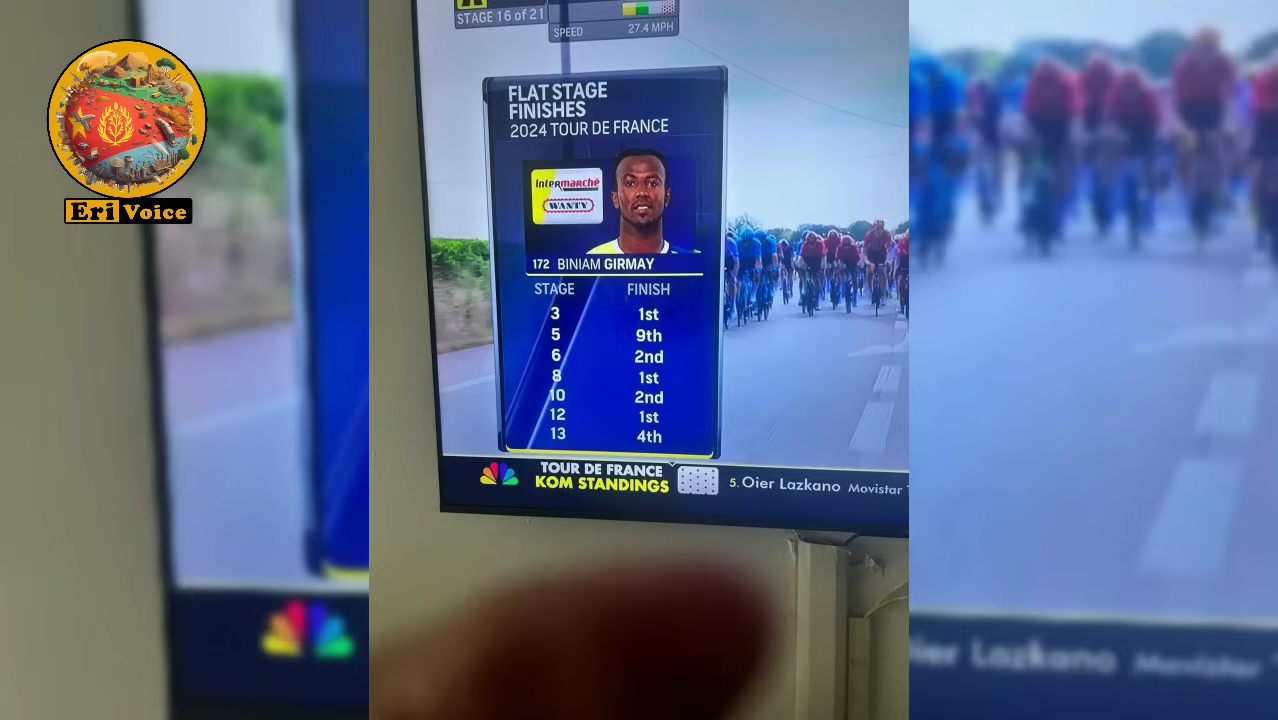 Eri Voice
STAGE 16 of 21
SPEED 27.4 MPH
FLAT STAGE
FINISHES
2024 TOUR DE FRANCE
Intermarché
WANTY
172 BINIAM GIRMAY
STAGE FINISH
3 1st
5 9th
6 2nd
8 1st
10 2nd
12 1st
13 4th
TOUR DE FRANCE
KOM STANDINGS
5. Oier Lazkano Movistar